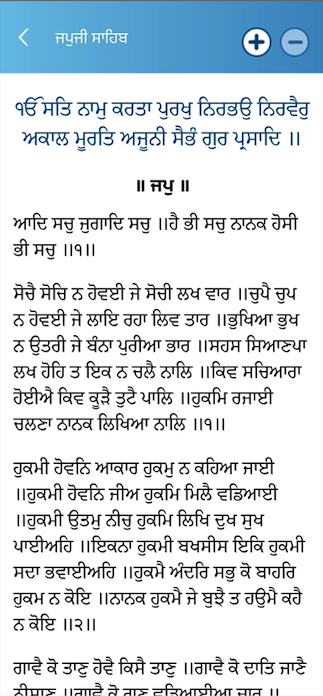 ਜਪੁਜੀ ਸਾਹਿਬ
ੴ ਸਤਿ ਨਾਮੁ ਕਰਤਾ ਪੁਰਖੁ ਨਿਰਭਉ ਨਿਰਵੈਰੁ
ਅਕਾਲ ਮੂਰਤਿ ਅਜੂਨੀ ਸੈਭੰ ਗੁਰ ਪ੍ਰਸਾਦਿ ॥
॥ ਜਪੁ ॥
ਆਦਿ ਸਚੁ ਜੁਗਾਦਿ ਸਚੁ ॥ਹੈ ਭੀ ਸਚੁ ਨਾਨਕ ਹੋਸੀ
ਭੀ ਸਚੁ ॥੧॥
ਸੋਚੈ ਸੋਚਿ ਨ ਹੋਵਈ ਜੇ ਸੋਚੀ ਲਖ ਵਾਰ ॥ਚੁਪੈ ਚੁਪ
ਨ ਹੋਵਈ ਜੇ ਲਾਇ ਰਹਾ ਲਿਵ ਤਾਰ ॥ਭੁਖਿਆ ਭੁਖ
ਨ ਉਤਰੀ ਜੇ ਬੰਨਾ ਪੁਰੀਆ ਭਾਰ ॥ਸਹਸ ਸਿਆਣਪਾ
ਲਖ ਹੋਹਿ ਤ ਇਕ ਨ ਚਲੈ ਨਾਲਿ ॥ਕਿਵ ਸਚਿਆਰਾ
ਹੋਈਐ ਕਿਵ ਕੂੜੈ ਤੁਟੈ ਪਾਲਿ ॥ਹੁਕਮਿ ਰਜਾਈ
ਚਲਣਾ ਨਾਨਕ ਲਿਖਿਆ ਨਾਲਿ ॥੧॥
ਹੁਕਮੀ ਹੋਵਨਿ ਆਕਾਰ ਹੁਕਮੁ ਨ ਕਹਿਆ ਜਾਈ
॥ਹੁਕਮੀ ਹੋਵਨਿ ਜੀਅ ਹੁਕਮਿ ਮਿਲੈ ਵਡਿਆਈ
॥ਹੁਕਮੀ ਉਤਮੁ ਨੀਚੁ ਹੁਕਮਿ ਲਿਖਿ ਦੁਖ ਸੁਖ
ਪਾਈਅਹਿ ॥ਇਕਨਾ ਹੁਕਮੀ ਬਖਸੀਸ ਇਕਿ ਹੁਕਮੀ
ਸਦਾ ਭਵਾਈਅਹਿ ॥ਹੁਕਮੈ ਅੰਦਰਿ ਸਭੁ ਕੋ ਬਾਹਰਿ
ਹੁਕਮ ਨ ਕੋਇ ॥ਨਾਨਕ ਹੁਕਮੈ ਜੇ ਬੁਝੈ ਤ ਹਉਮੈ ਕਹੈ
ਨ ਕੋਇ ॥੨॥
ਗਾਵੈ ਕੋ ਤਾਣੁ ਹੋਵੈ ਕਿਸੈ ਤਾਣੁ ॥ਗਾਵੈ ਕੋ ਦਾਤਿ ਜਾਣੈ
ਨੀਸਾਣੁ ॥ਗਾਵੈ ਕੋ ਗੁਣ ਵਡਿਆਈਆ ਚਾਰ ॥